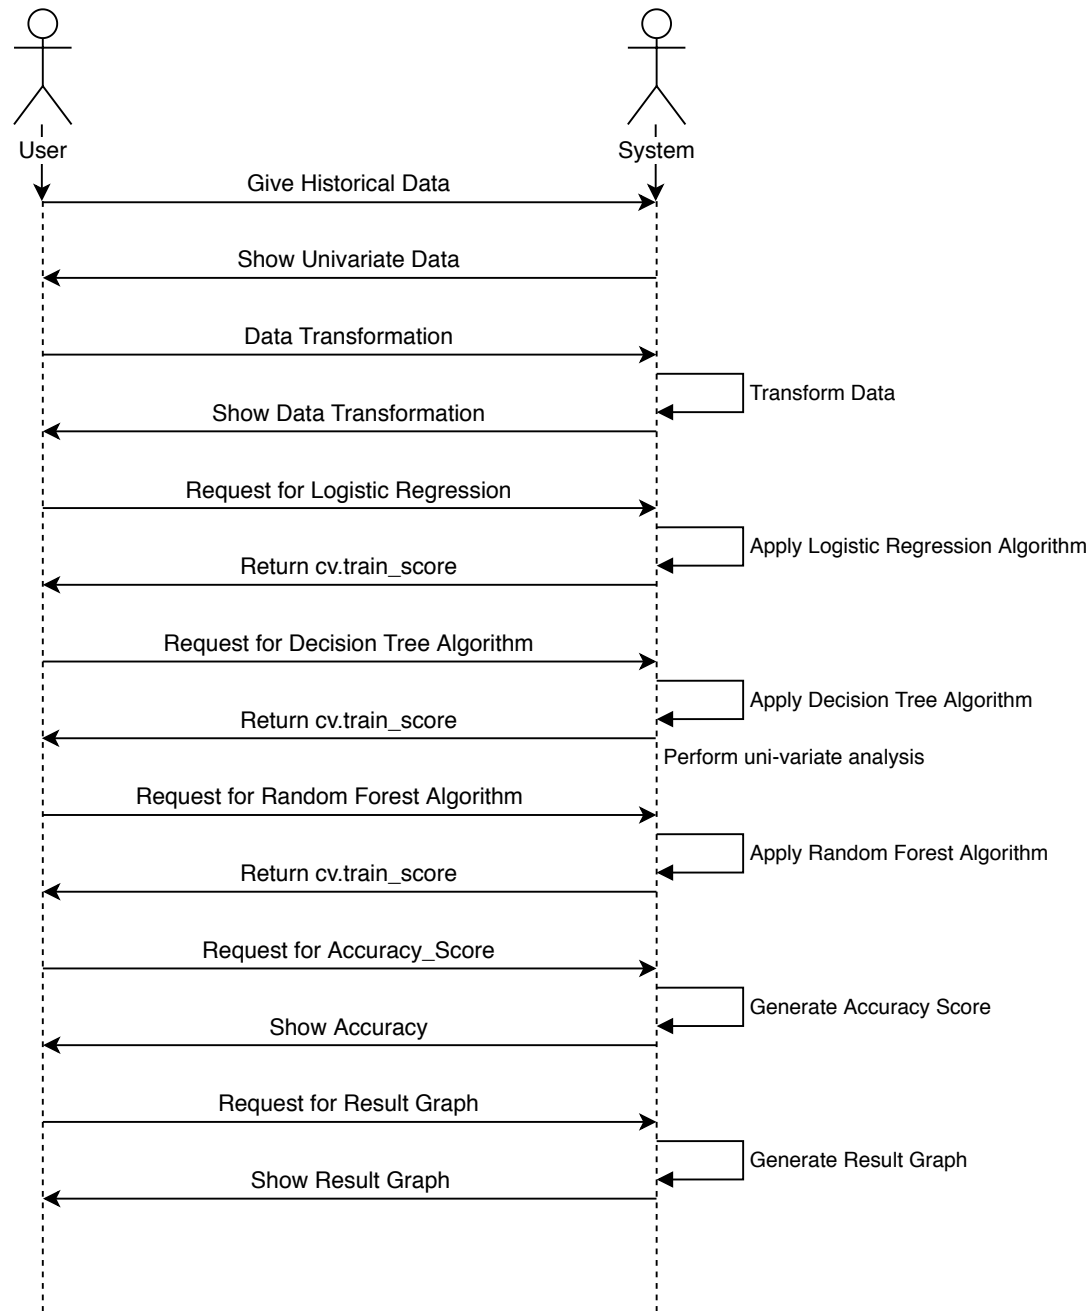 User
System
Give Historical Data
Show Univariate Data
Data Transformation
Transform Data
Show Data Transformation
Request for Logistic Regression
Apply Logistic Regression Algorithm
Return cv.train_score
Request for Decision Tree Algorithm
Apply Decision Tree Algorithm
Return cv.train_score
Perform uni-variate analysis
Request for Random Forest Algorithm
Apply Random Forest Algorithm
Return cv.train_score
Request for Accuracy_Score
Generate Accuracy Score
Show Accuracy
Request for Result Graph
Generate Result Graph
Show Result Graph